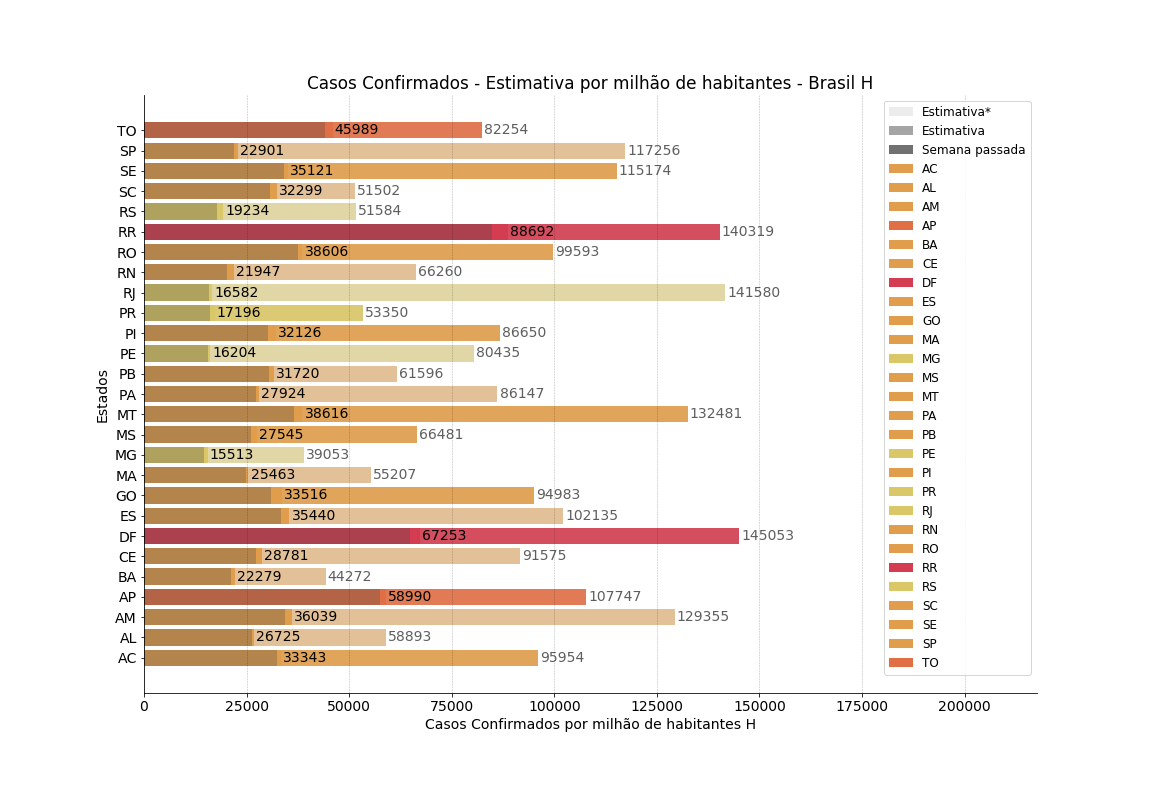 Casos Confirmados - Estimativa por milhão de habitantes - Brasil H
TO 45989 82254
SP 22901 117256
SE 35121 115174
SC 32299 51502
RS 19234 51584
RR 88692 140319
RO 38606 99593
RN 21947 66260
RJ 16582 141580
PR 17196 53350
PI 32126 86650
PE 16204 80435
PB 31720 61596
PA 27924 86147
MT 38616 132481
MS 27545 66481
MG 15513 39053
MA 25463 55207
GO 33516 94983
ES 35440 102135
DF 67253 145053
CE 28781 91575
BA 22279 44272
AP 58990 107747
AM 36039 129355
AL 26725 58893
AC 33343 95954
Estados
0 25000 50000 75000 100000 125000 150000 175000 200000
Casos Confirmados por milhão de habitantes H
Estimativa*
Estimativa
Semana passada
AC
AL
AM
AP
BA
CE
DF
ES
GO
MA
MG
MS
MT
PA
PB
PE
PI
PR
RJ
RN
RO
RR
RS
SC
SE
SP
TO